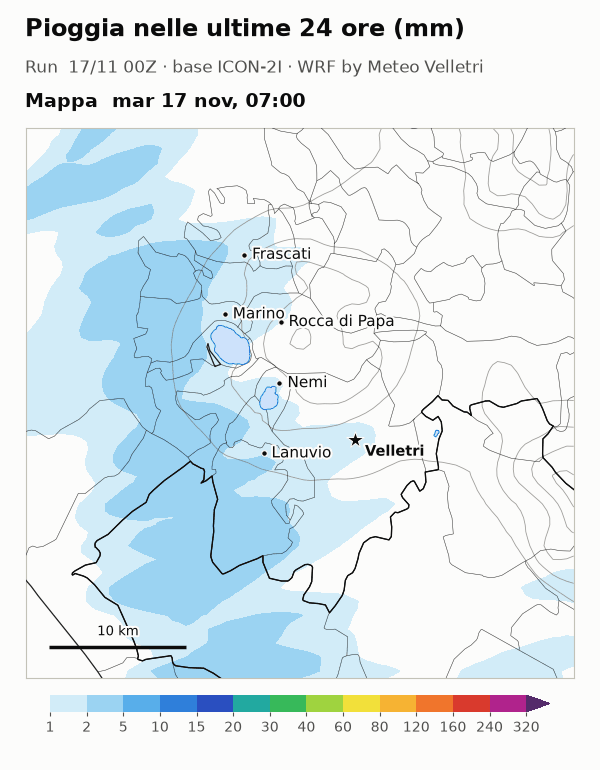 Pioggia nelle ultime 24 ore (mm)
Run 17/11 00Z · base ICON-2I · WRF by Meteo Velletri
Mappa mar 17 nov, 07:00
Frascati
Marino
Rocca di Papa
Nemi
Velletri
Lanuvio
10 km
1 2 5 10 15 20 30 40 60 80 120 160 240 320